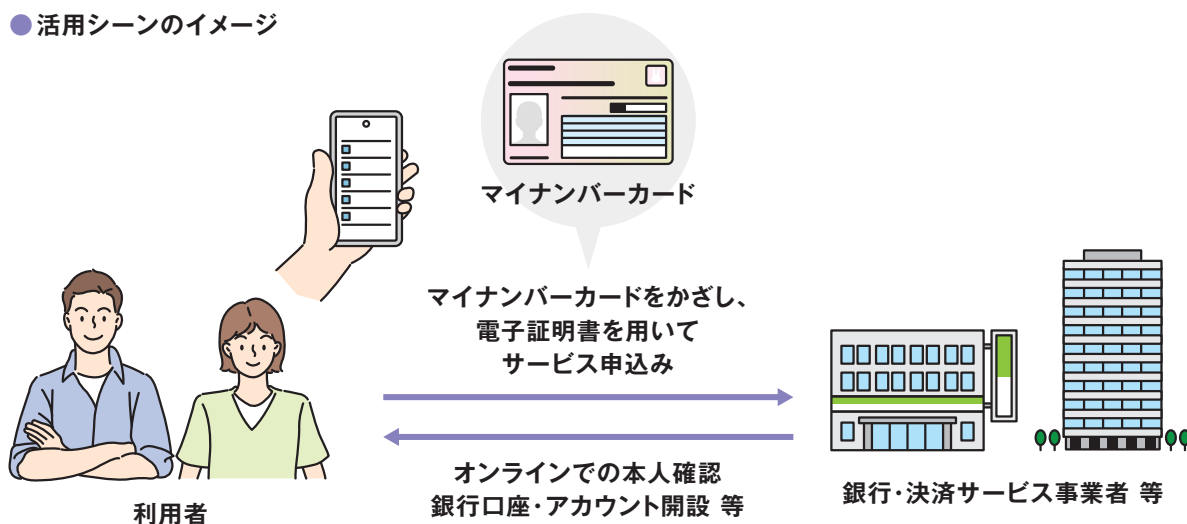 ●活用シーンのイメージ
マイナンバーカード
マイナンバーカードをかざし、
電子証明書を用いて
サービス申込み
オンラインでの本人確認
銀行口座・アカウント開設 等
利用者
銀行・決済サービス事業者 等